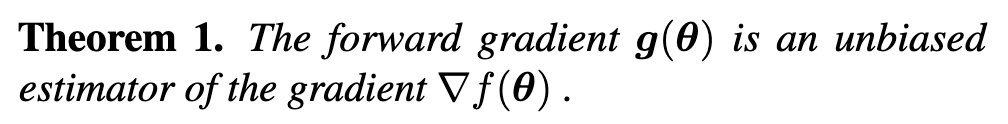 Theorem 1. The forward gradient g(θ) is an unbiased
estimator of the gradient ∇f(θ) .